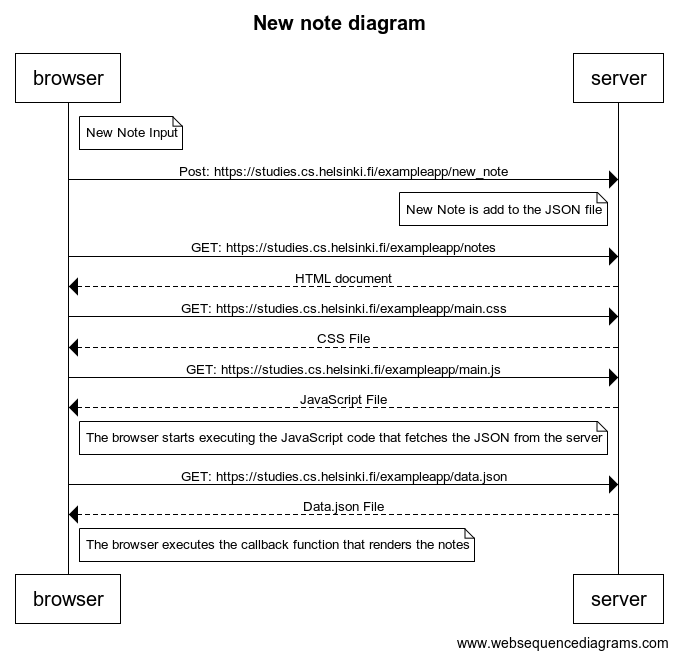 New note diagram
browser
server
New Note Input
Post: https://studies.cs.helsinki.fi/exampleapp/new_note
New Note is add to the JSON file
GET: https://studies.cs.helsinki.fi/exampleapp/notes
HTML document
GET: https://studies.cs.helsinki.fi/exampleapp/main.css
CSS File
GET: https://studies.cs.helsinki.fi/exampleapp/main.js
JavaScript File
The browser starts executing the JavaScript code that fetches the JSON from the server
GET: https://studies.cs.helsinki.fi/exampleapp/data.json
Data.json File
The browser executes the callback function that renders the notes
browser
server
www.websequencediagrams.com